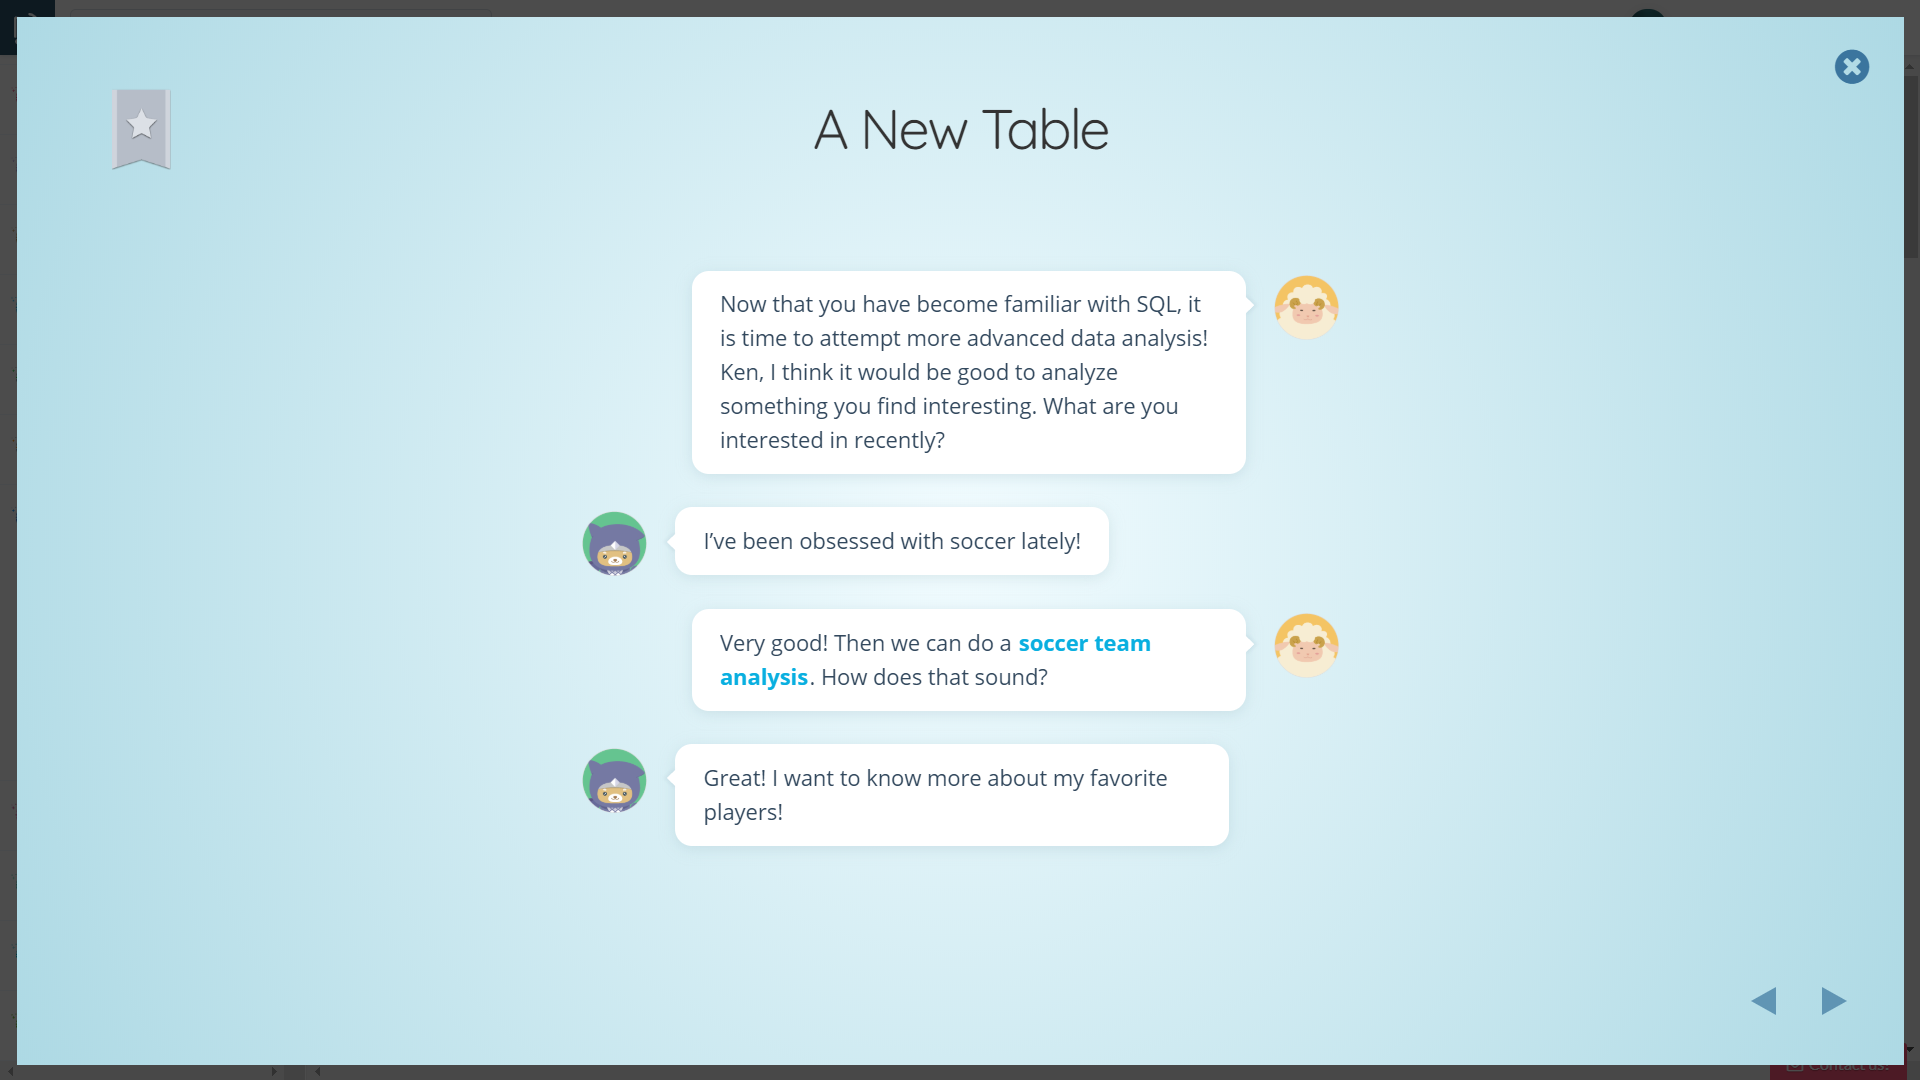 A New Table
Now that you have become familiar with SQL, it
is time to attempt more advanced data analysis!
Ken, I think it would be good to analyze
something you find interesting. What are you
interested in recently?
I’ve been obsessed with soccer lately!
Very good! Then we can do a soccer team
analysis. How does that sound?
Great! I want to know more about my favorite
players!
Contact us!